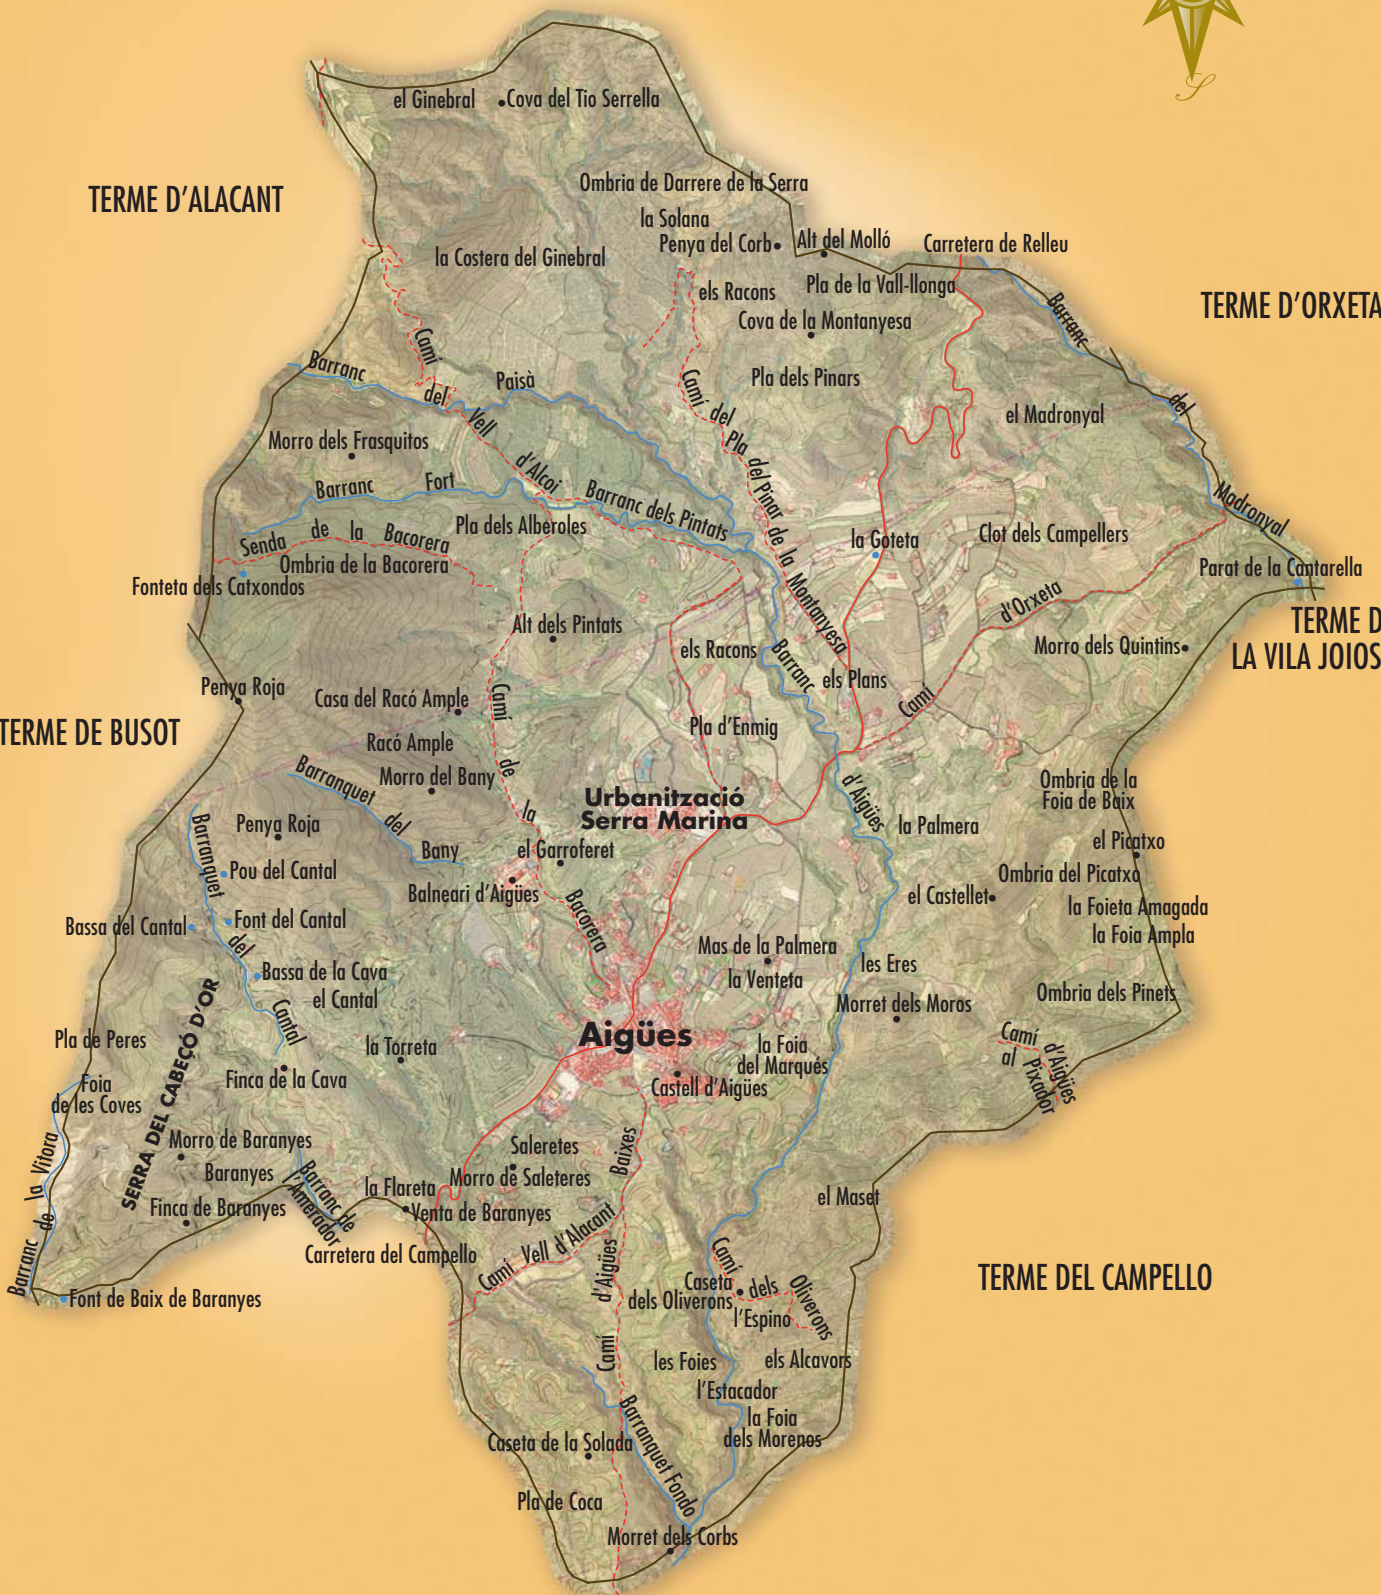 S
el Ginebral
Cova del Tio Serrella
TERME D'ALACANT
Ombria de Darrere de la Serra
la Solana
Penya del Corb
Alt del Molló
Carretera de Relleu
la Costera del Ginebral
els Racons
Pla de la Vall-llonga
TERME D'ORXETA
Cova de la Montanyesa
Barranc del Madronyal
Camí del Vell d'Alcoi
Barranc Paisà
Pla dels Pinars
Camí del Pla del Pinar de la Montanyesa
el Madronyal
Morro dels Frasquitos
Barranc Fort
Barranc dels Pintats
Pla dels Alberoles
Senda de la Bacorera
Ombria de la Bacorera
la Goteta
Clot dels Campellers
Fonteta dels Catxondos
Parat de la Cantarella
Camí d'Orxeta
Alt dels Pintats
els Racons
Morro dels Quintins
TERME D
LA VILA JOIOS
Barranc d'Aigües
els Plans
Penya Roja
Casa del Racó Ample
Camí de la Bacorera
TERME DE BUSOT
Racó Ample
Pla d'Enmig
Morro del Bany
Barranquet del Bany
Urbanització
Serra Marina
Ombria de la
Foia de Baix
Barranquet del Cantal
Penya Roja
la Palmera
el Picatxo
el Garroferet
Pou del Cantal
Balneari d'Aigües
Ombria del Picatxo
el Castellet
la Foieta Amagada
Bassa del Cantal
Font del Cantal
la Foia Ampla
Mas de la Palmera
la Venteta
les Eres
Bassa de la Cava
el Cantal
Morret dels Moros
Ombria dels Pinets
SERRA DEL CABEÇÓ D'OR
Pla de Peres
Aigües
la Torreta
la Foia
del Marqués
Camí d'Aigües
al Pixador
Foia
de les Coves
Finca de la Cava
Castell d'Aigües
Barranc de la Vitora
Morro de Baranyes
Saleretes
Baranyes
Morro de Saleteres
Barranc de
l'Amerador
la Flareta
el Maset
Finca de Baranyes
Venta de Baranyes
Carretera del Campello
Camí Vell d'Alacant
Camí d'Aigües Baixes
Font de Baix de Baranyes
TERME DEL CAMPELLO
Camí dels Oliverons
Caseta
dels Oliverons
l'Espino
les Foies
els Alcavors
l'Estacador
la Foia
dels Morenos
Barranquet Fondo
Caseta de la Solada
Pla de Coca
Morret dels Corbs